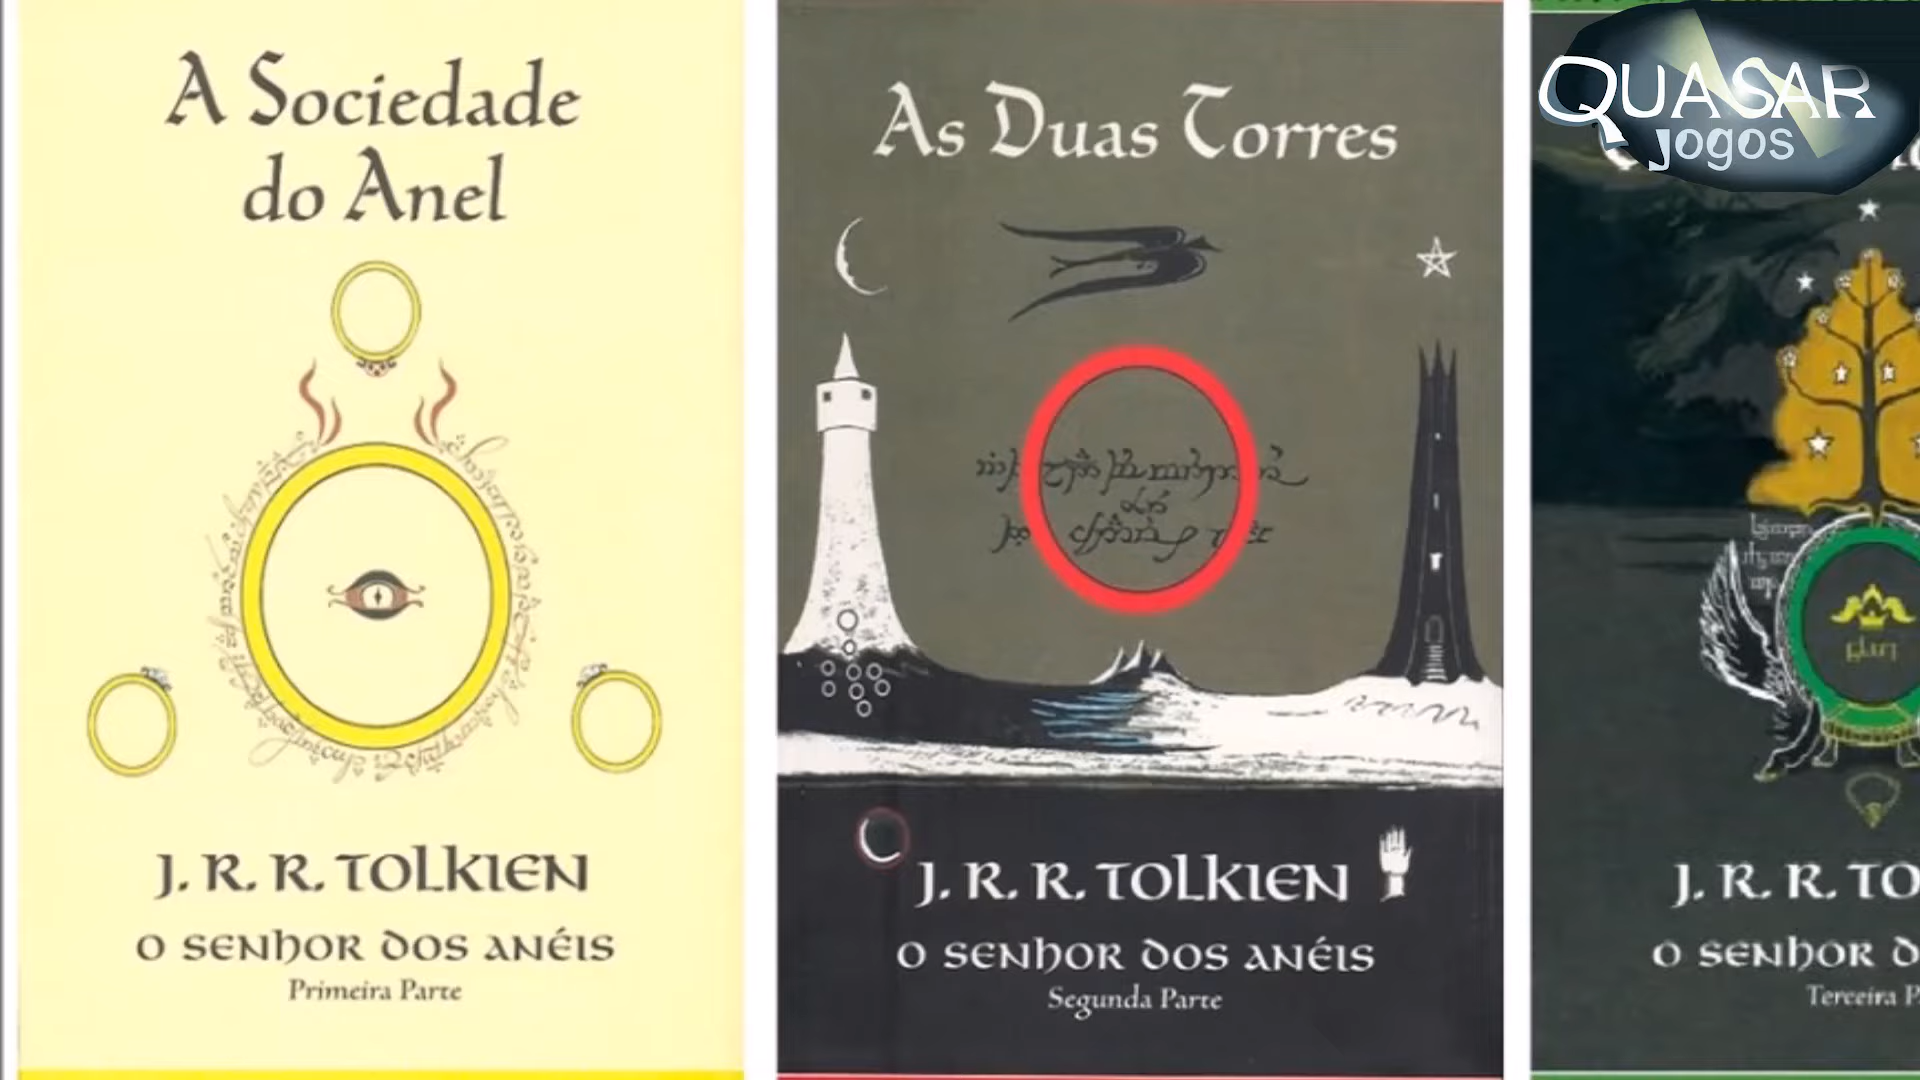 A Sociedade
do Anel
J. R. R. TOLKIEN
O SENHOR DOS ANÉIS
Primeira Parte
As Duas Torres
J. R. R. TOLKIEN
O SENHOR DOS ANÉIS
Segunda Parte
QUASAR
jogos
J. R. R. TO
O SENHOR D
Terceira P